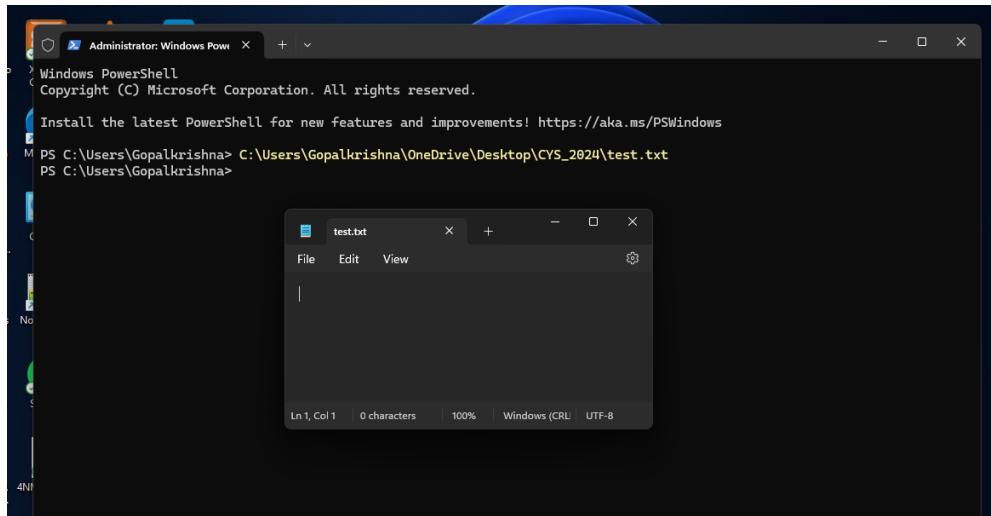 Administrator: Windows Powe
Windows PowerShell
Copyright (C) Microsoft Corporation. All rights reserved.
Install the latest PowerShell for new features and improvements! https://aka.ms/PSWindows
PS C:\Users\Gopalkrishna> C:\Users\Gopalkrishna\OneDrive\Desktop\CYS_2024\test.txt
PS C:\Users\Gopalkrishna>
test.txt
File Edit View
Ln 1, Col 1 0 characters 100% Windows (CRL UTF-8
No
4NI